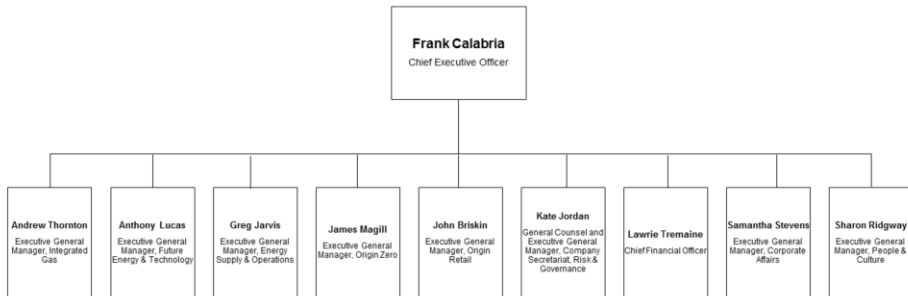 Frank Calabria
Chief Executive Officer
Andrew Thornton
Executive General
Manager, Integrated
Gas
Anthony Lucas
Executive General
Manager, Future
Energy & Technology
Greg Jarvis
Executive General
Manager, Energy
Supply & Operations
James Magill
Executive General
Manager, Origin Zero
John Briskin
Executive General
Manager, Origin
Retail
Kate Jordan
General Counsel and
Executive General
Manager, Company
Secretariat, Risk &
Governance
Lawrie Tremaine
Chief Financial Officer
Samantha Stevens
Executive General
Manager, Corporate
Affairs
Sharon Ridgway
Executive General
Manager, People &
Culture